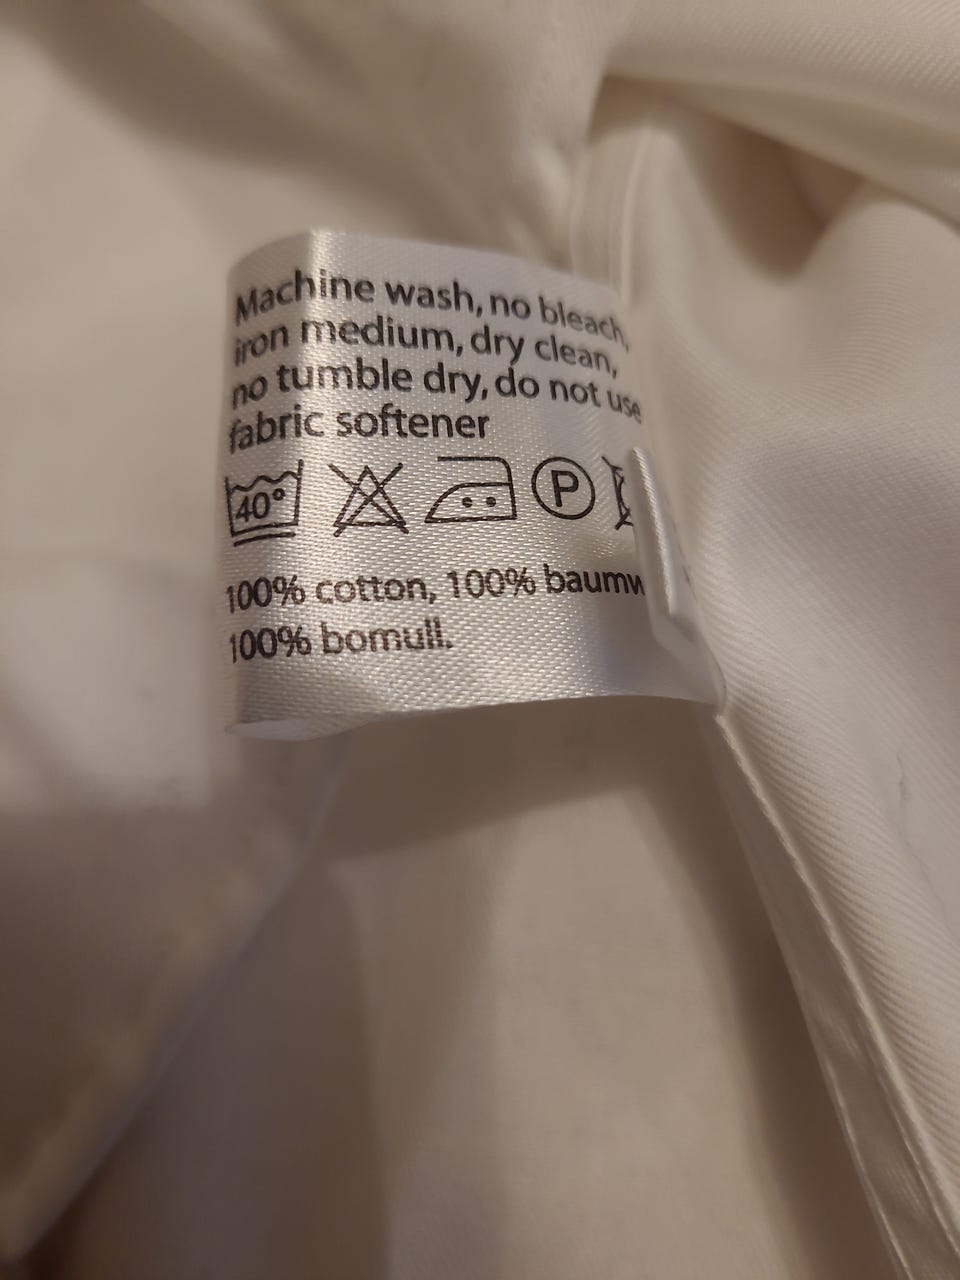 Machine wash, no bleach,
iron medium, dry clean,
no tumble dry, do not use
fabric softener
40° P
100% cotton, 100%
100% bomull.